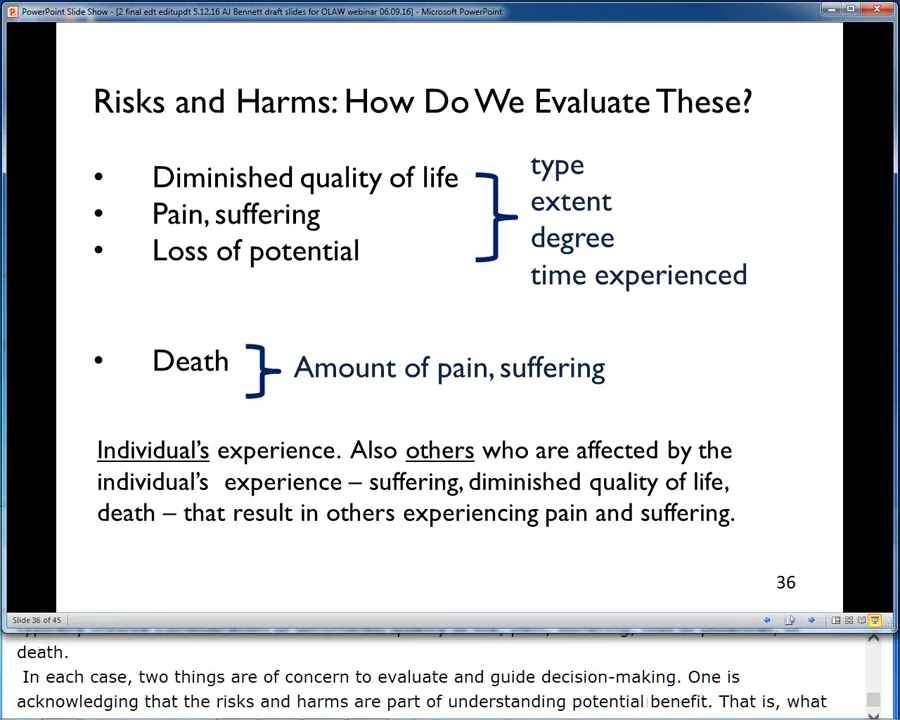 PowerPoint Slide Show - [2 final edt editupdt 5.12.16 AJ Bennett draft slides for OLAW webinar 06.09.16] - Microsoft PowerPoint
Risks and Harms: How Do We Evaluate These?
• Diminished quality of life
• Pain, suffering
• Loss of potential
type
extent
degree
time experienced
• Death
Amount of pain, suffering
Individual's experience. Also others who are affected by the
individual's experience – suffering, diminished quality of life,
death – that result in others experiencing pain and suffering.
36
Slide 36 of 45
death.
In each case, two things are of concern to evaluate and guide decision-making. One is
acknowledging that the risks and harms are part of understanding potential benefit. That is, what